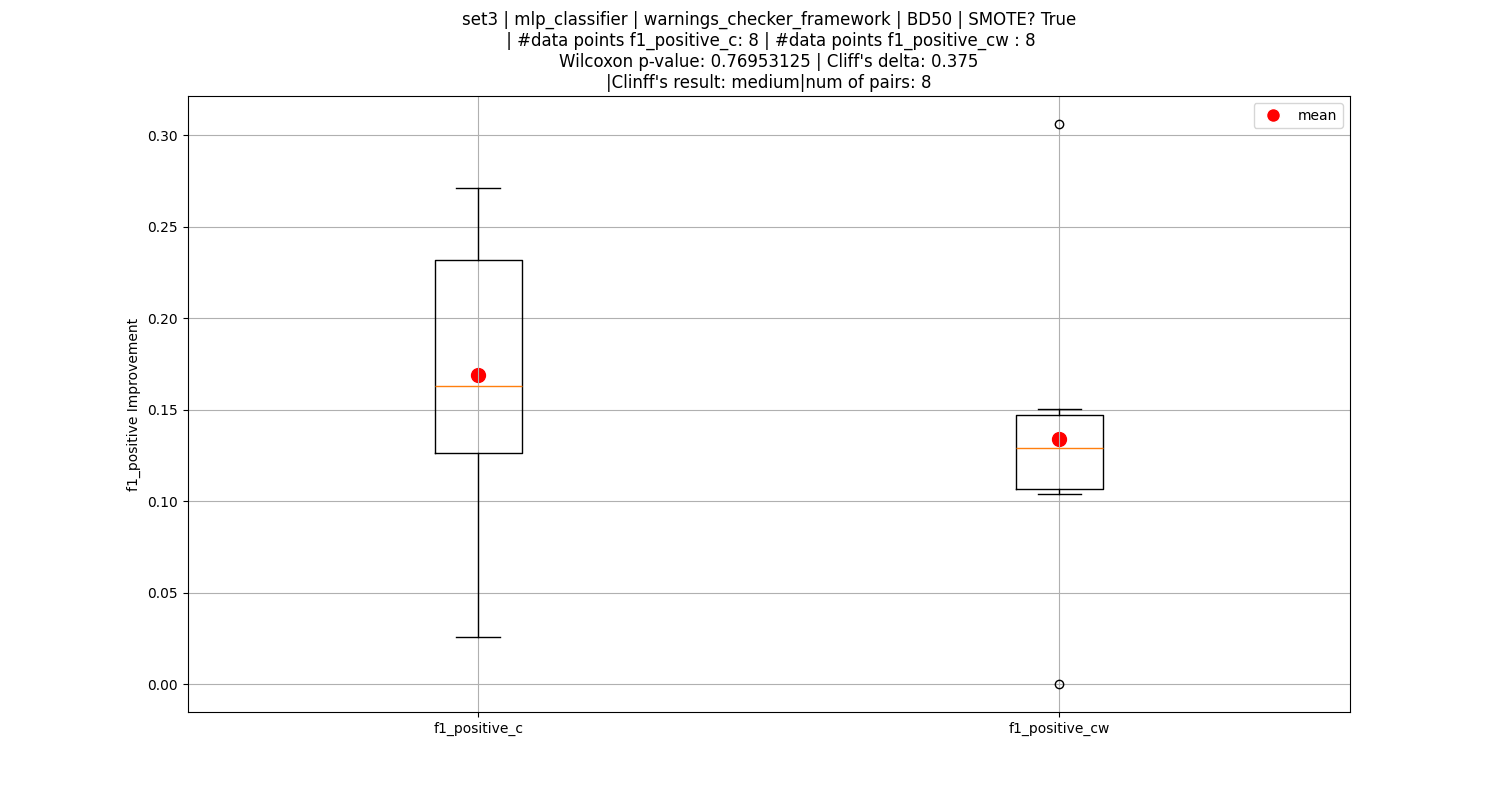 set3 | mlp_classifier | warnings_checker_framework | BD50 | SMOTE? True
| #data points f1_positive_c: 8 | #data points f1_positive_cw : 8
Wilcoxon p-value: 0.76953125 | Cliff's delta: 0.375
|Clinff's result: medium|num of pairs: 8
mean
0.30
0.25
0.20
0.15
0.10
0.05
0.00
f1_positive Improvement
f1_positive_c
f1_positive_cw